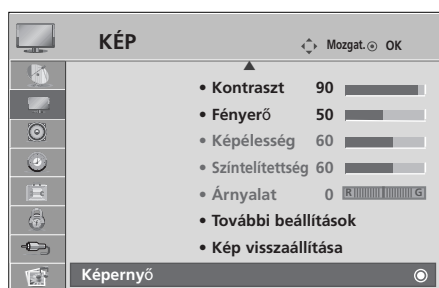 KÉP
Mozgat. OK
• Kontraszt 90
• Fényerő 50
• Képélesség 60
• Színtelítettség 60
• Árnyalat 0 R G
• További beállítások
• Kép visszaállítása
Képernyő